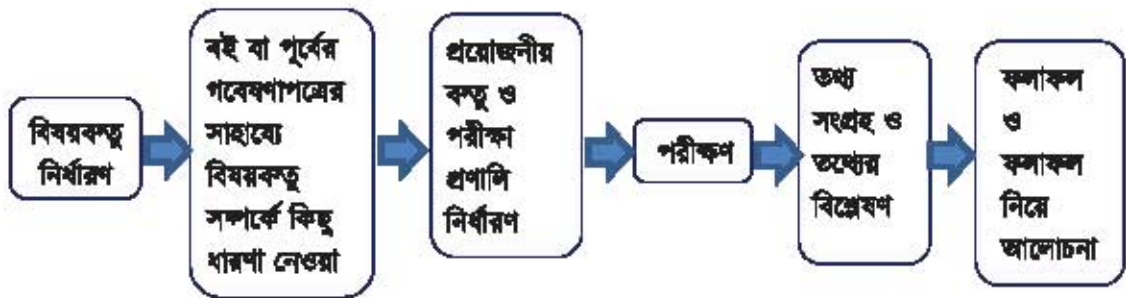 বিষয়বস্তু
নির্ধারণ
বই বা পূর্বের
গবেষণাপত্রের
সাহায্যে
বিষয়বস্তু
সম্পর্কে কিছু
ধারণা নেওয়া
প্রয়োজনীয়
বস্তু ও
পরীক্ষা
প্রণালি
নির্ধারণ
পরীক্ষণ
তথ্য
সংগ্রহ ও
তথ্যের
বিশ্লেষণ
ফলাফল
ও
ফলাফল
নিয়ে
আলোচনা